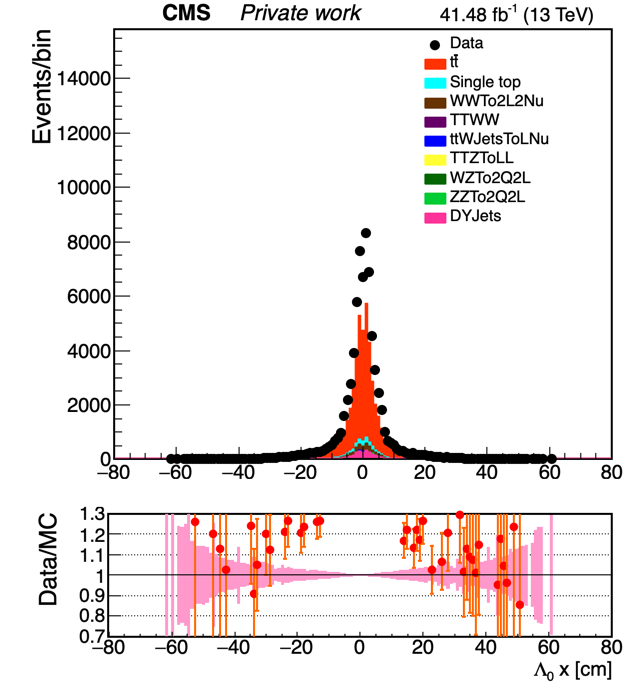 CMS Private work 41.48 fb-1 (13 TeV)
Events/bin
14000
12000
10000
8000
6000
4000
2000
0
−80 −60 −40 −20 0 20 40 60 80
Data
tt̄
Single top
WWTo2L2Nu
TTWW
ttWJetsToLNu
TTZToLL
WZTo2Q2L
ZZTo2Q2L
DYJets
Data/MC
1.3
1.2
1.1
1
0.9
0.8
0.7
−80 −60 −40 −20 0 20 40 60 80
Λ0 x [cm]